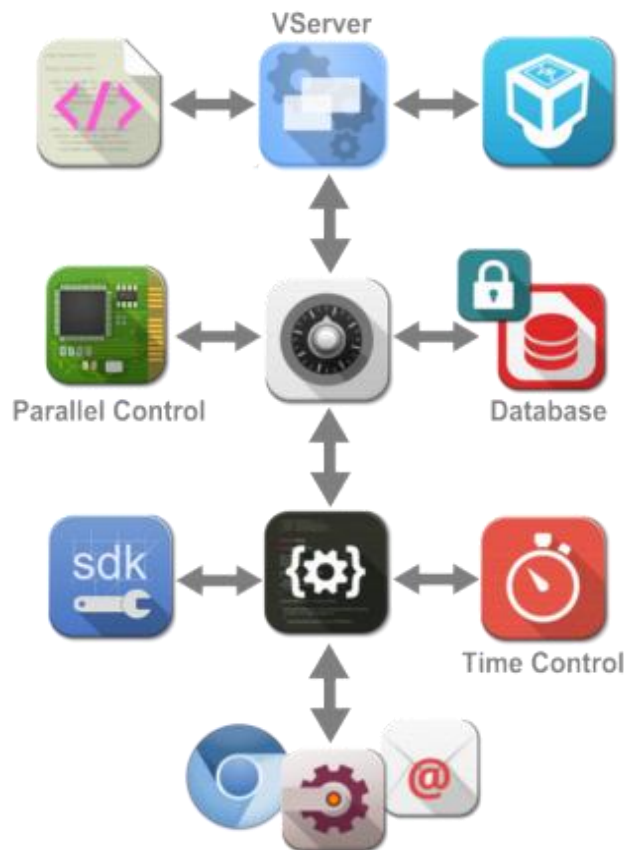 VServer
</>
Parallel Control
Database
sdk
{ }
Time Control
@